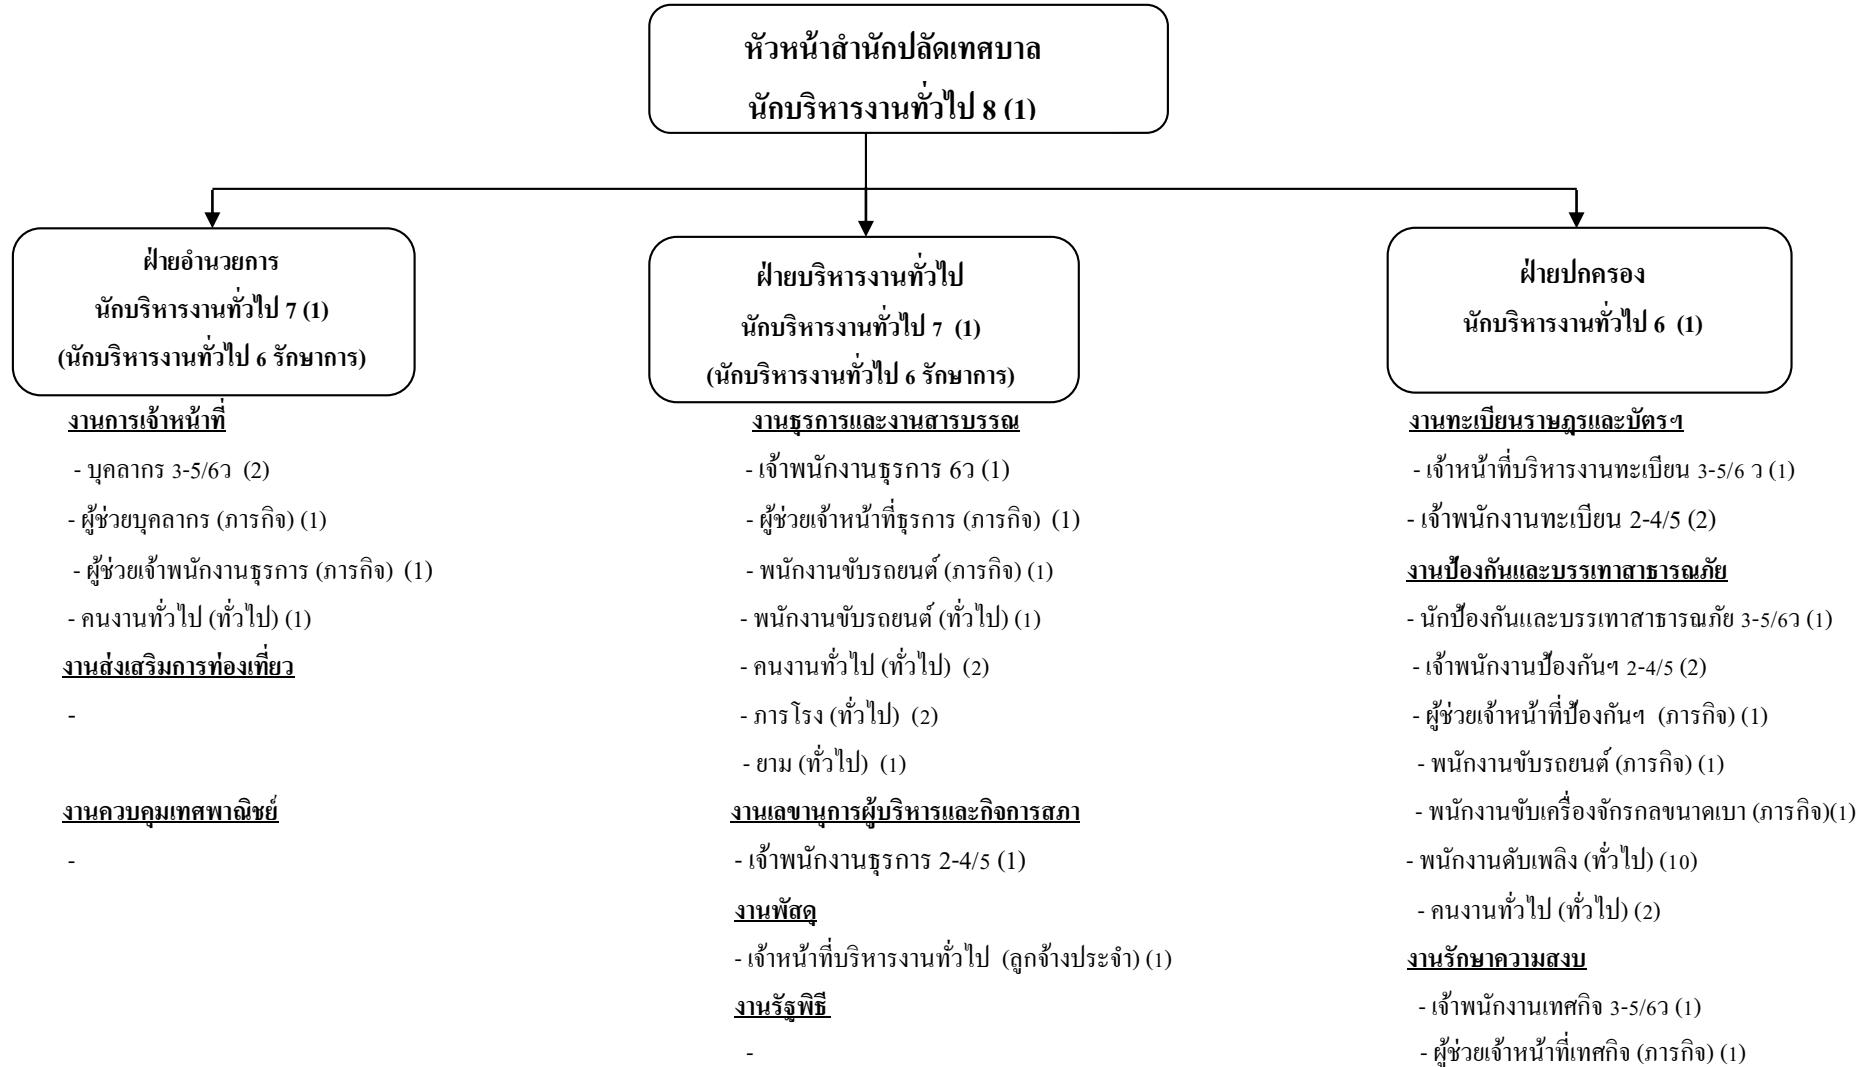 หัวหน้าสำนักปลัดเทศบาล
นักบริหารงานทั่วไป 8 (1)
ฝ่ายอำนวยการ
นักบริหารงานทั่วไป 7 (1)
(นักบริหารงานทั่วไป 6 รักษาการ)
งานการเจ้าหน้าที่
- บุคลากร 3-5/6ว (2)
- ผู้ช่วยบุคลากร (ภารกิจ) (1)
- ผู้ช่วยเจ้าพนักงานธุรการ (ภารกิจ) (1)
- คนงานทั่วไป (ทั่วไป) (1)
งานส่งเสริมการท่องเที่ยว
-
งานควบคุมเทศพาณิชย์
-
ฝ่ายบริหารงานทั่วไป
นักบริหารงานทั่วไป 7 (1)
(นักบริหารงานทั่วไป 6 รักษาการ)
งานธุรการและงานสารบรรณ
- เจ้าพนักงานธุรการ 6ว (1)
- ผู้ช่วยเจ้าหน้าที่ธุรการ (ภารกิจ) (1)
- พนักงานขับรถยนต์ (ภารกิจ) (1)
- พนักงานขับรถยนต์ (ทั่วไป) (1)
- คนงานทั่วไป (ทั่วไป) (2)
- ภารโรง (ทั่วไป) (2)
- ยาม (ทั่วไป) (1)
งานเลขานุการผู้บริหารและกิจการสภา
- เจ้าพนักงานธุรการ 2-4/5 (1)
งานพัสดุ
- เจ้าหน้าที่บริหารงานทั่วไป (ลูกจ้างประจำ) (1)
งานรัฐพิธี
-
ฝ่ายปกครอง
นักบริหารงานทั่วไป 6 (1)
งานทะเบียนราษฎรและบัตรฯ
- เจ้าหน้าที่บริหารงานทะเบียน 3-5/6 ว (1)
- เจ้าพนักงานทะเบียน 2-4/5 (2)
งานป้องกันและบรรเทาสาธารณภัย
- นักป้องกันและบรรเทาสาธารณภัย 3-5/6ว (1)
- เจ้าพนักงานป้องกันฯ 2-4/5 (2)
- ผู้ช่วยเจ้าหน้าที่ป้องกันฯ (ภารกิจ) (1)
- พนักงานขับรถยนต์ (ภารกิจ) (1)
- พนักงานขับเครื่องจักรกลขนาดเบา (ภารกิจ)(1)
- พนักงานดับเพลิง (ทั่วไป) (10)
- คนงานทั่วไป (ทั่วไป) (2)
งานรักษาความสงบ
- เจ้าพนักงานเทศกิจ 3-5/6ว (1)
- ผู้ช่วยเจ้าหน้าที่เทศกิจ (ภารกิจ) (1)